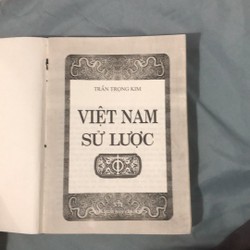 TRẦN TRỌNG KIM
VIỆT NAM
SỬ LƯỢC